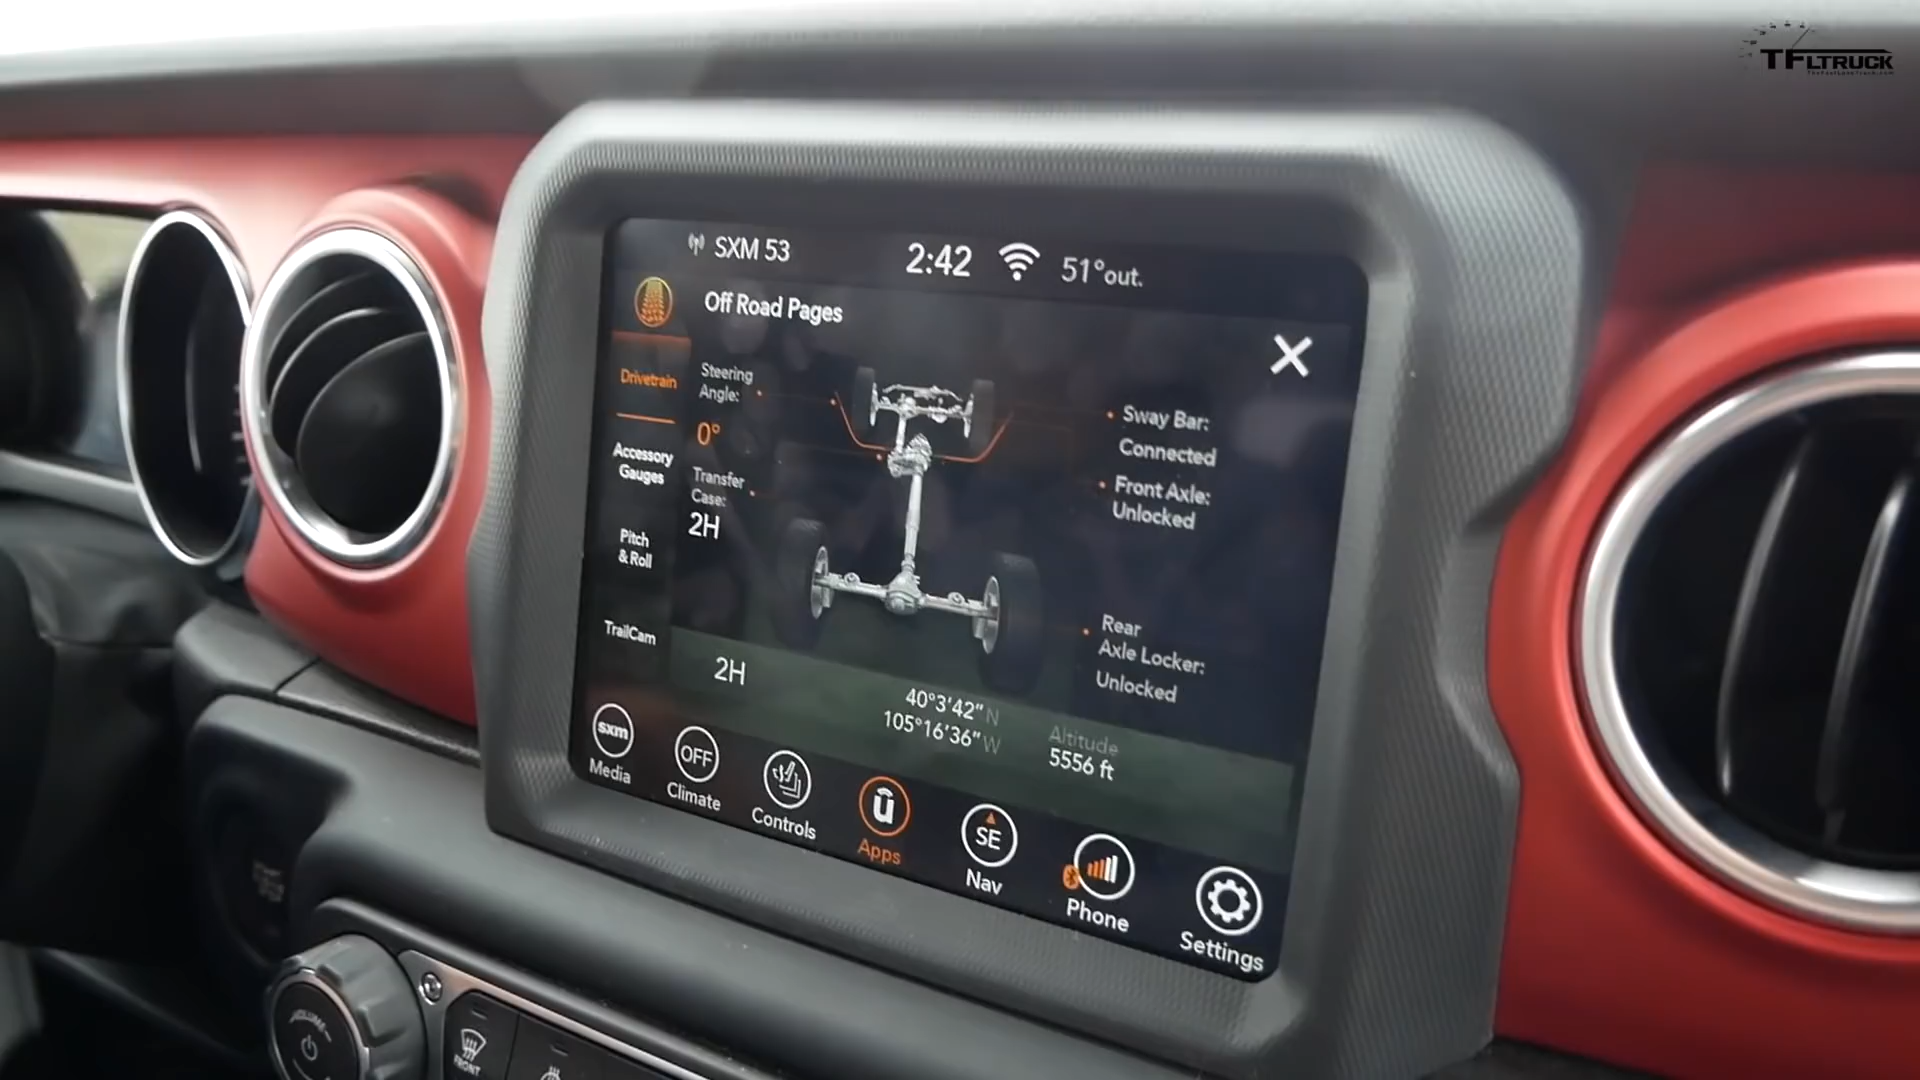 TFLTRUCK
SXM 53
2:42
51°out.
Off Road Pages
Drivetrain
Accessory
Gauges
Pitch
& Roll
TrailCam
Steering
Angle:
0°
Transfer
Case:
2H
Sway Bar:
Connected
Front Axle:
Unlocked
Rear
Axle Locker:
Unlocked
2H
40°3'42" N
105°16'36" W
Altitude
5556 ft
sxm
Media
OFF
Climate
Controls
ū
Apps
SE
Nav
Phone
Settings
VOLUME
FRONT